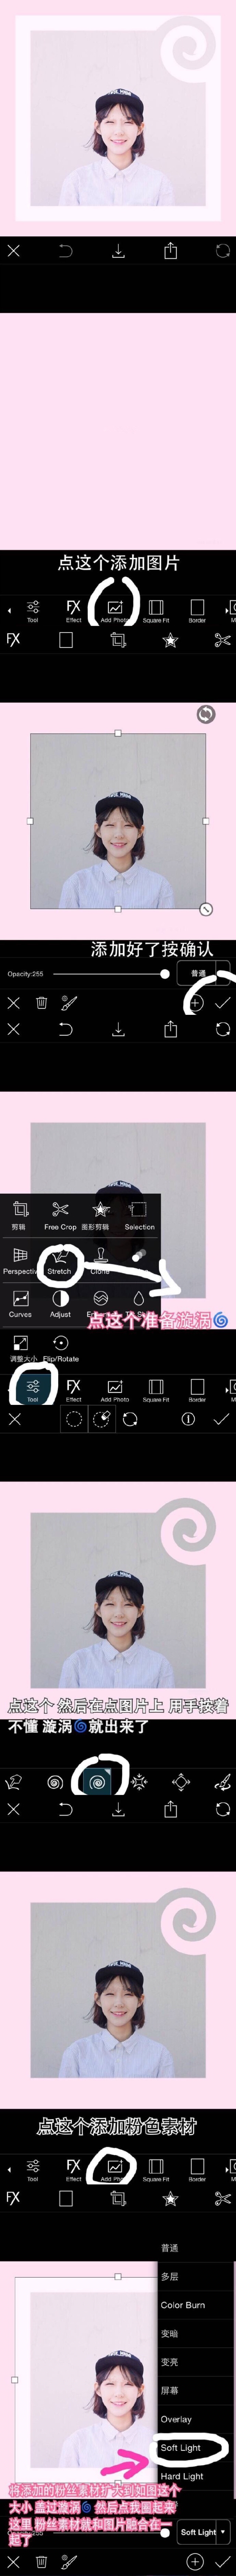 点这个添加图片
Tool
Effect
Add Photo
Square Fit
Border
添加好了按确认
Opacity:255
普通
剪辑
Free Crop
图形剪辑
Selection
Perspectiv
Stretch
Clone
Curves
Adjust
点这个准备漩涡🌀
调整大小
Flip/Rotate
Tool
Effect
Add Photo
Square Fit
Border
点这个 然后在点图片上 用手按着
不懂 漩涡🌀就出来了
点这个添加粉色素材
Tool
Effect
Add Pho
Square Fit
Border
普通
多层
Color Burn
变暗
变亮
屏幕
Overlay
Soft Light
Hard Light
将添加的粉丝素材扩大到如图这个
大小 盖过漩涡🌀 然后点我圈起来
这里 粉丝素材就和图片融合在一
起了
Soft Light